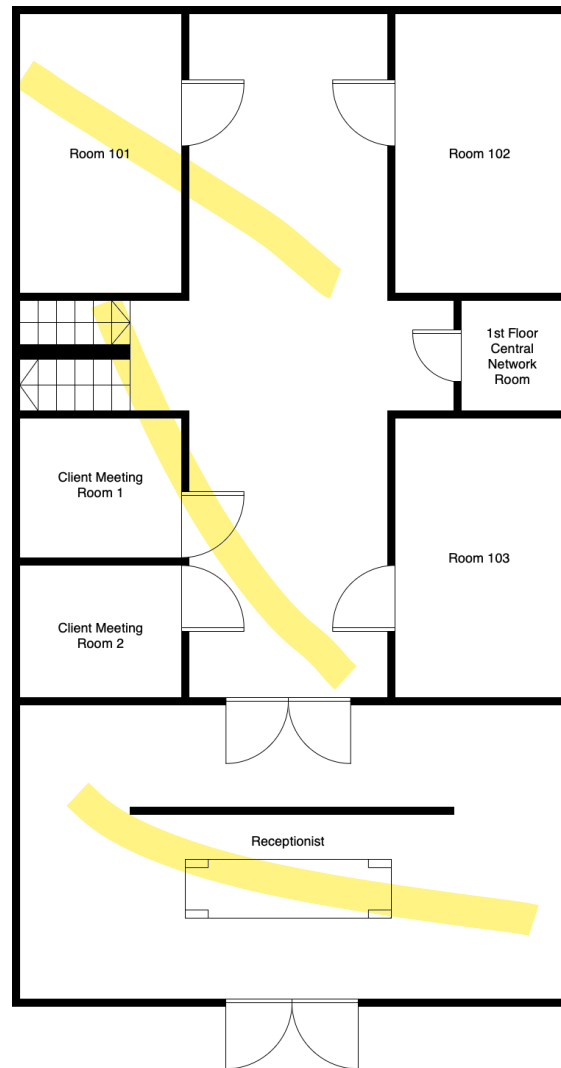 Room 101
Room 102
1st Floor
Central
Network
Room
Client Meeting
Room 1
Room 103
Client Meeting
Room 2
Receptionist